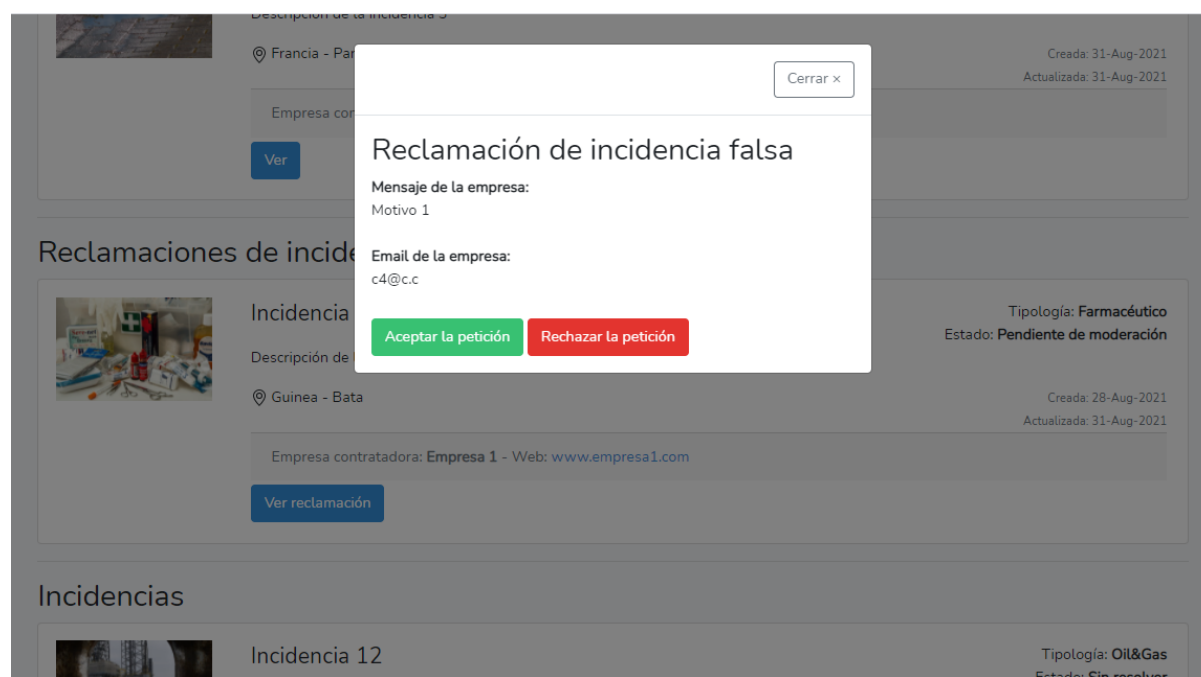 Descripción de la incidencia 5
Francia - Par
Creada: 31-Aug-2021
Actualizada: 31-Aug-2021
Empresa con
Ver
Cerrar ×
Reclamación de incidencia falsa
Mensaje de la empresa:
Motivo 1
Email de la empresa:
c4@c.c
Aceptar la petición
Rechazar la petición
Reclamaciones de incide
Incidencia
Tipología: Farmacéutico
Estado: Pendiente de moderación
Descripción de
Guinea - Bata
Creada: 28-Aug-2021
Actualizada: 31-Aug-2021
Empresa contratadora: Empresa 1 - Web: www.empresa1.com
Ver reclamación
Incidencias
Incidencia 12
Tipología: Oil&Gas
Estado: Sin resolver